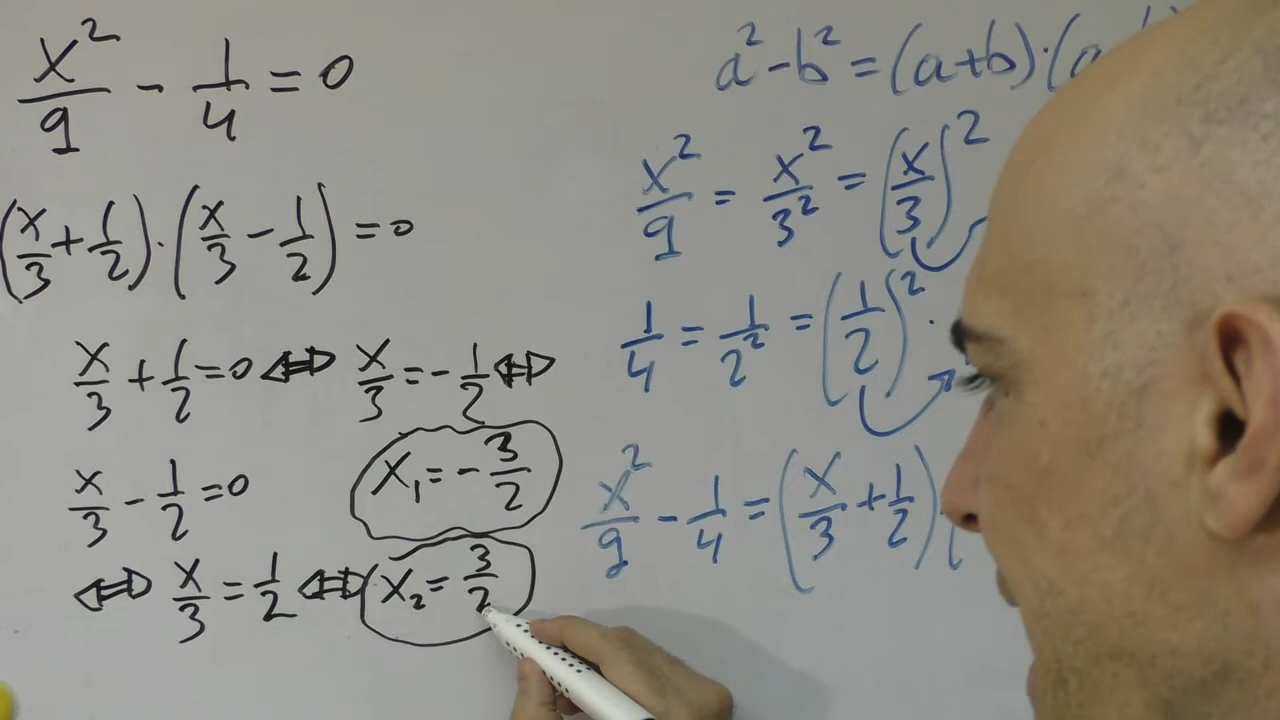 x²/9 - 1/4 = 0
(x/3 + 1/2) · (x/3 - 1/2) = 0
x/3 + 1/2 = 0 ⇔ x/3 = - 1/2 ⇔
x₁ = - 3/2
x/3 - 1/2 = 0
⇔ x/3 = 1/2 ⇔ x₂ = 3/2
a² - b² = (a+b)·(a
x²/9 = x²/3² = (x/3)²
1/4 = 1/2² = (1/2)².
x²/9 - 1/4 = (x/3 + 1/2) · (